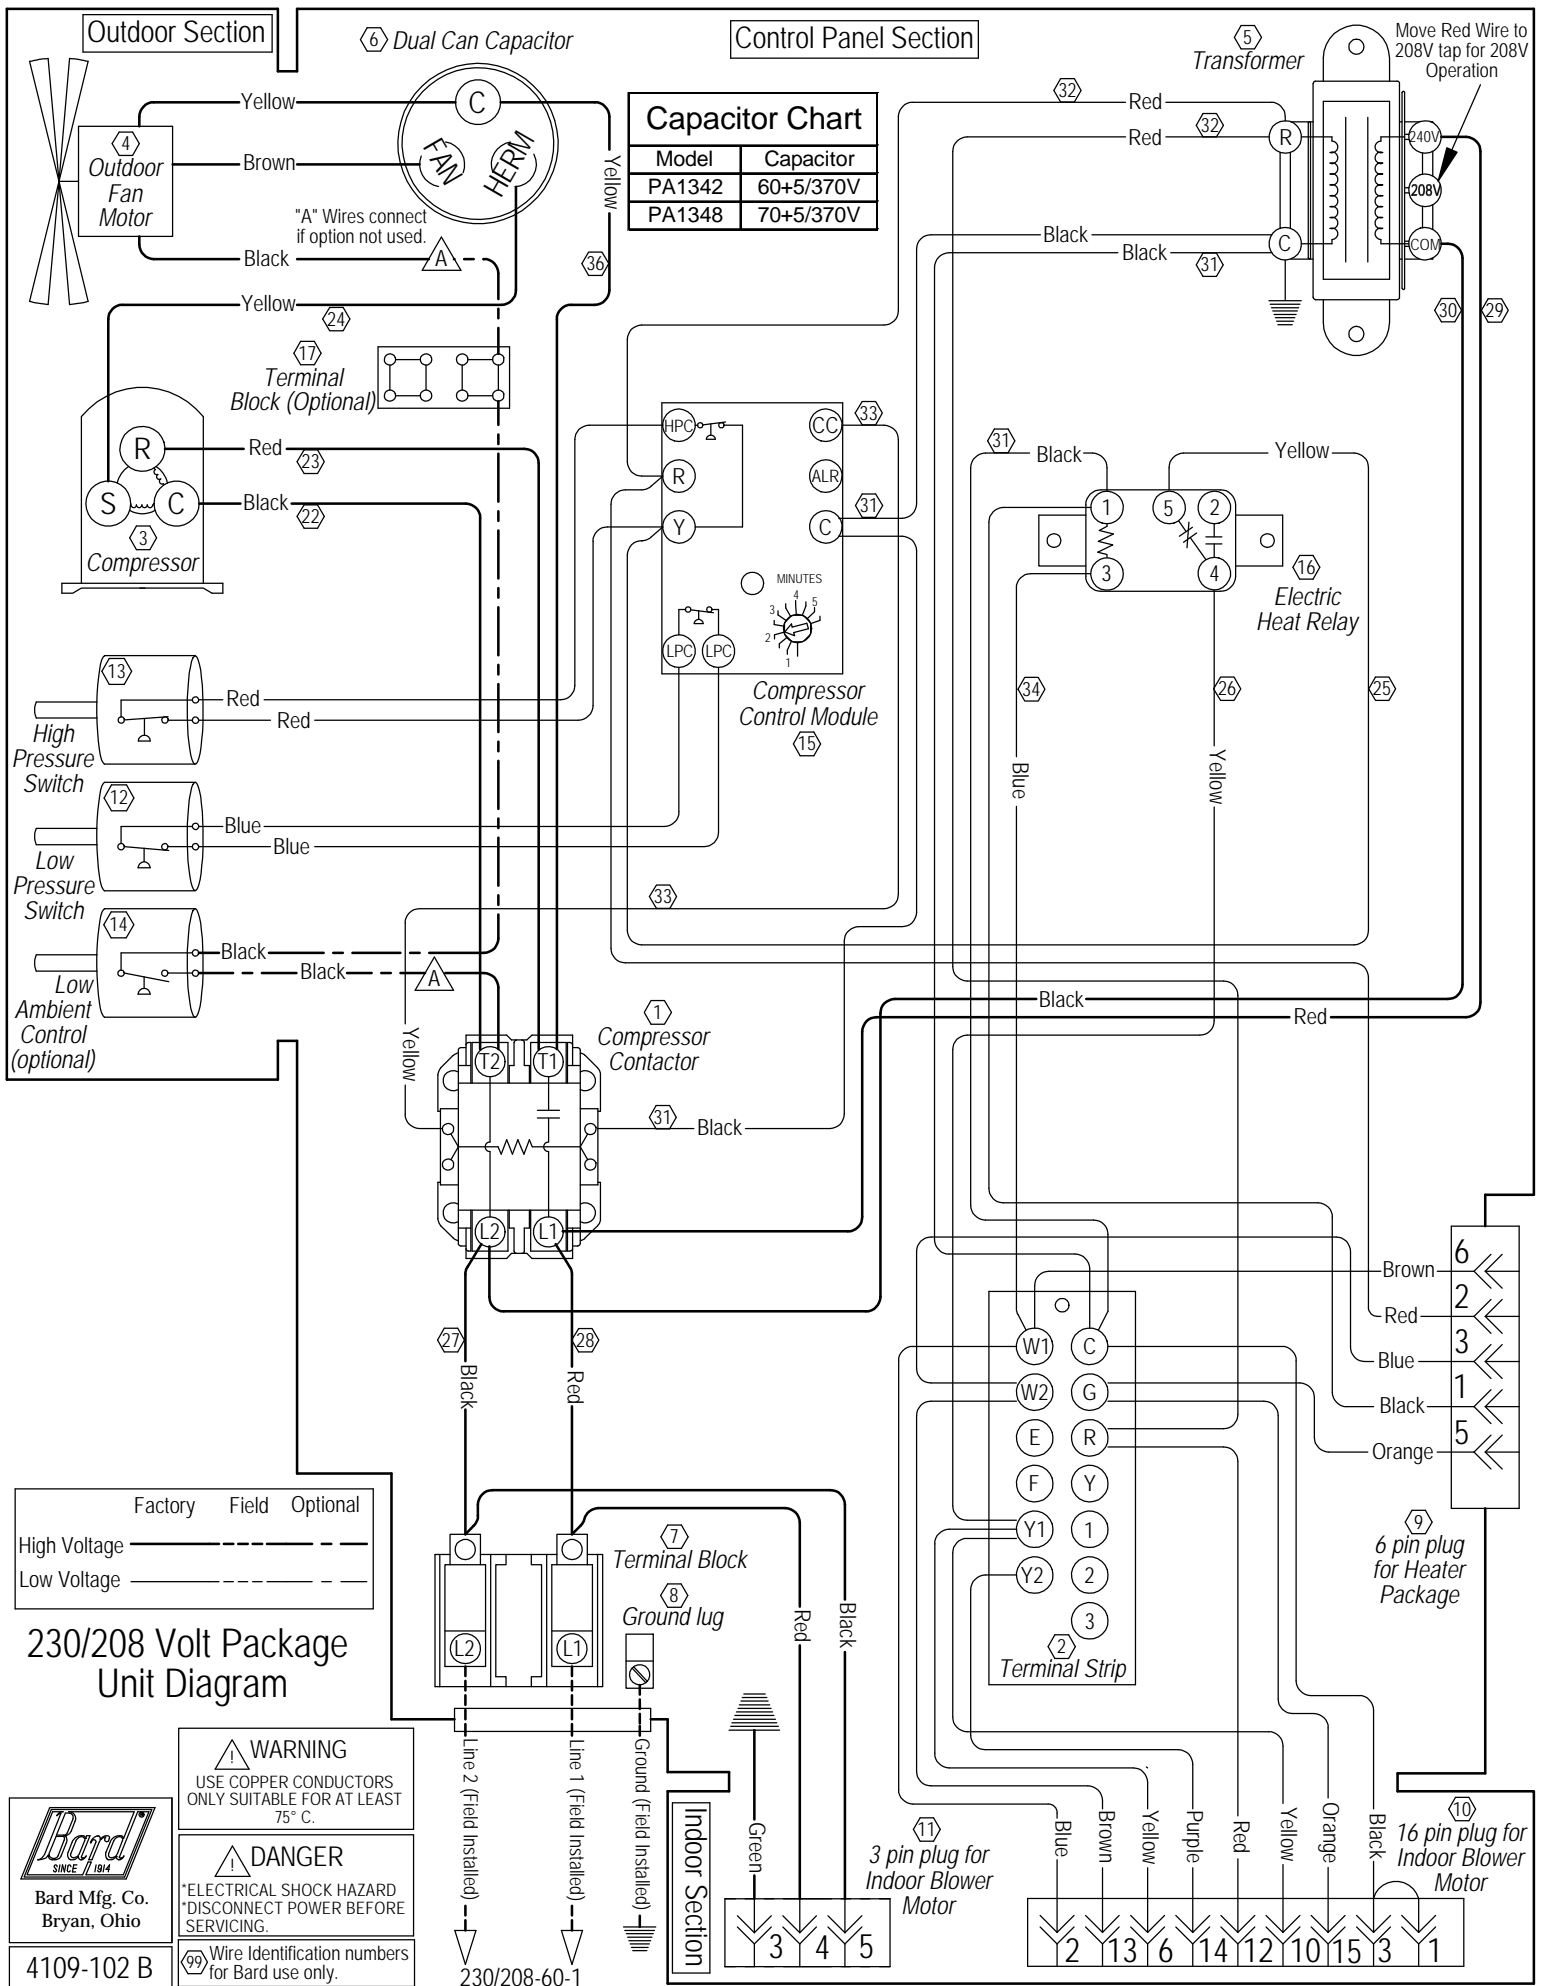 Outdoor Section
6 Dual Can Capacitor
Control Panel Section
5
Transformer
Move Red Wire to
208V tap for 208V
Operation
Yellow
C
FAN
HERM
Yellow
36
Capacitor Chart
Model Capacitor
PA1342 60+5/370V
PA1348 70+5/370V
32
Red
32
Red
R
C
240V
208V
COM
4
Outdoor
Fan
Motor
Brown
"A" Wires connect
if option not used.
Black
A
Black
Black
31
30
29
Yellow
24
17
Terminal
Block (Optional)
R
S
C
Red
23
Black
22
3
Compressor
HPC
R
Y
CC
ALR
C
33
31
MINUTES
1
2
3
4
5
LPC
LPC
Compressor
Control Module
15
31
Black
Yellow
1
5
2
3
4
16
Electric
Heat Relay
34
26
25
Blue
Yellow
13
Red
Red
High
Pressure
Switch
12
Blue
Blue
Low
Pressure
Switch
33
14
Black
Black
A
Low
Ambient
Control
(optional)
Yellow
1
Compressor
Contactor
Black
Red
T2
T1
31
Black
L2
L1
27
28
Black
Red
6
Brown
2
Red
3
Blue
1
Black
5
Orange
9
6 pin plug
for Heater
Package
W1
C
W2
G
E
R
F
Y
Y1
1
Y2
2
3
2
Terminal Strip
Factory Field Optional
High Voltage
Low Voltage
7
Terminal Block
8
Ground lug
L2
L1
Red
Black
230/208 Volt Package
Unit Diagram
WARNING
USE COPPER CONDUCTORS
ONLY SUITABLE FOR AT LEAST
75° C.
Bard
SINCE 1914
Bard Mfg. Co.
Bryan, Ohio
DANGER
*ELECTRICAL SHOCK HAZARD
*DISCONNECT POWER BEFORE
SERVICING.
4109-102 B
99 Wire Identification numbers
for Bard use only.
Line 2 (Field Installed)
Line 1 (Field Installed)
Ground (Field Installed)
230/208-60-1
Indoor Section
Green
3 4 5
11
3 pin plug for
Indoor Blower
Motor
Blue
Brown
Yellow
Purple
Red
Yellow
Orange
Black
10
16 pin plug for
Indoor Blower
Motor
2 13 6 14 12 10 15 3 1